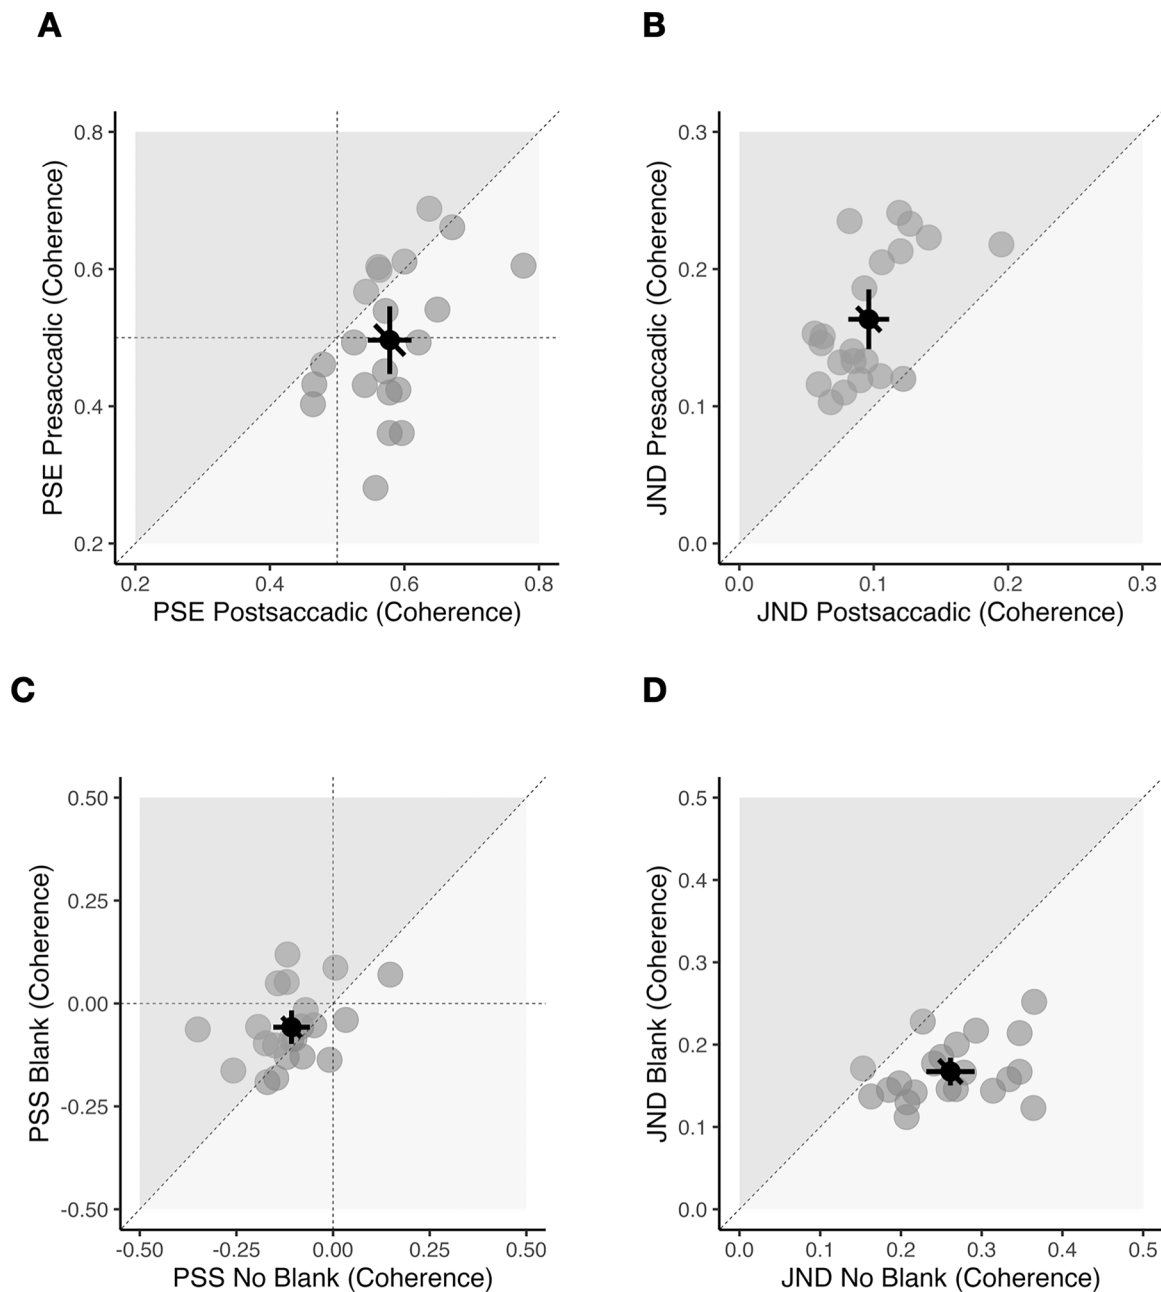 A
PSE Presaccadic (Coherence)
0.8
0.6
0.4
0.2
0.2 0.4 0.6 0.8
PSE Postsaccadic (Coherence)
B
JND Presaccadic (Coherence)
0.3
0.2
0.1
0.0
0.0 0.1 0.2 0.3
JND Postsaccadic (Coherence)
C
PSS Blank (Coherence)
0.50
0.25
0.00
-0.25
-0.50
-0.50 -0.25 0.00 0.25 0.50
PSS No Blank (Coherence)
D
JND Blank (Coherence)
0.5
0.4
0.3
0.2
0.1
0.0
0.0 0.1 0.2 0.3 0.4 0.5
JND No Blank (Coherence)